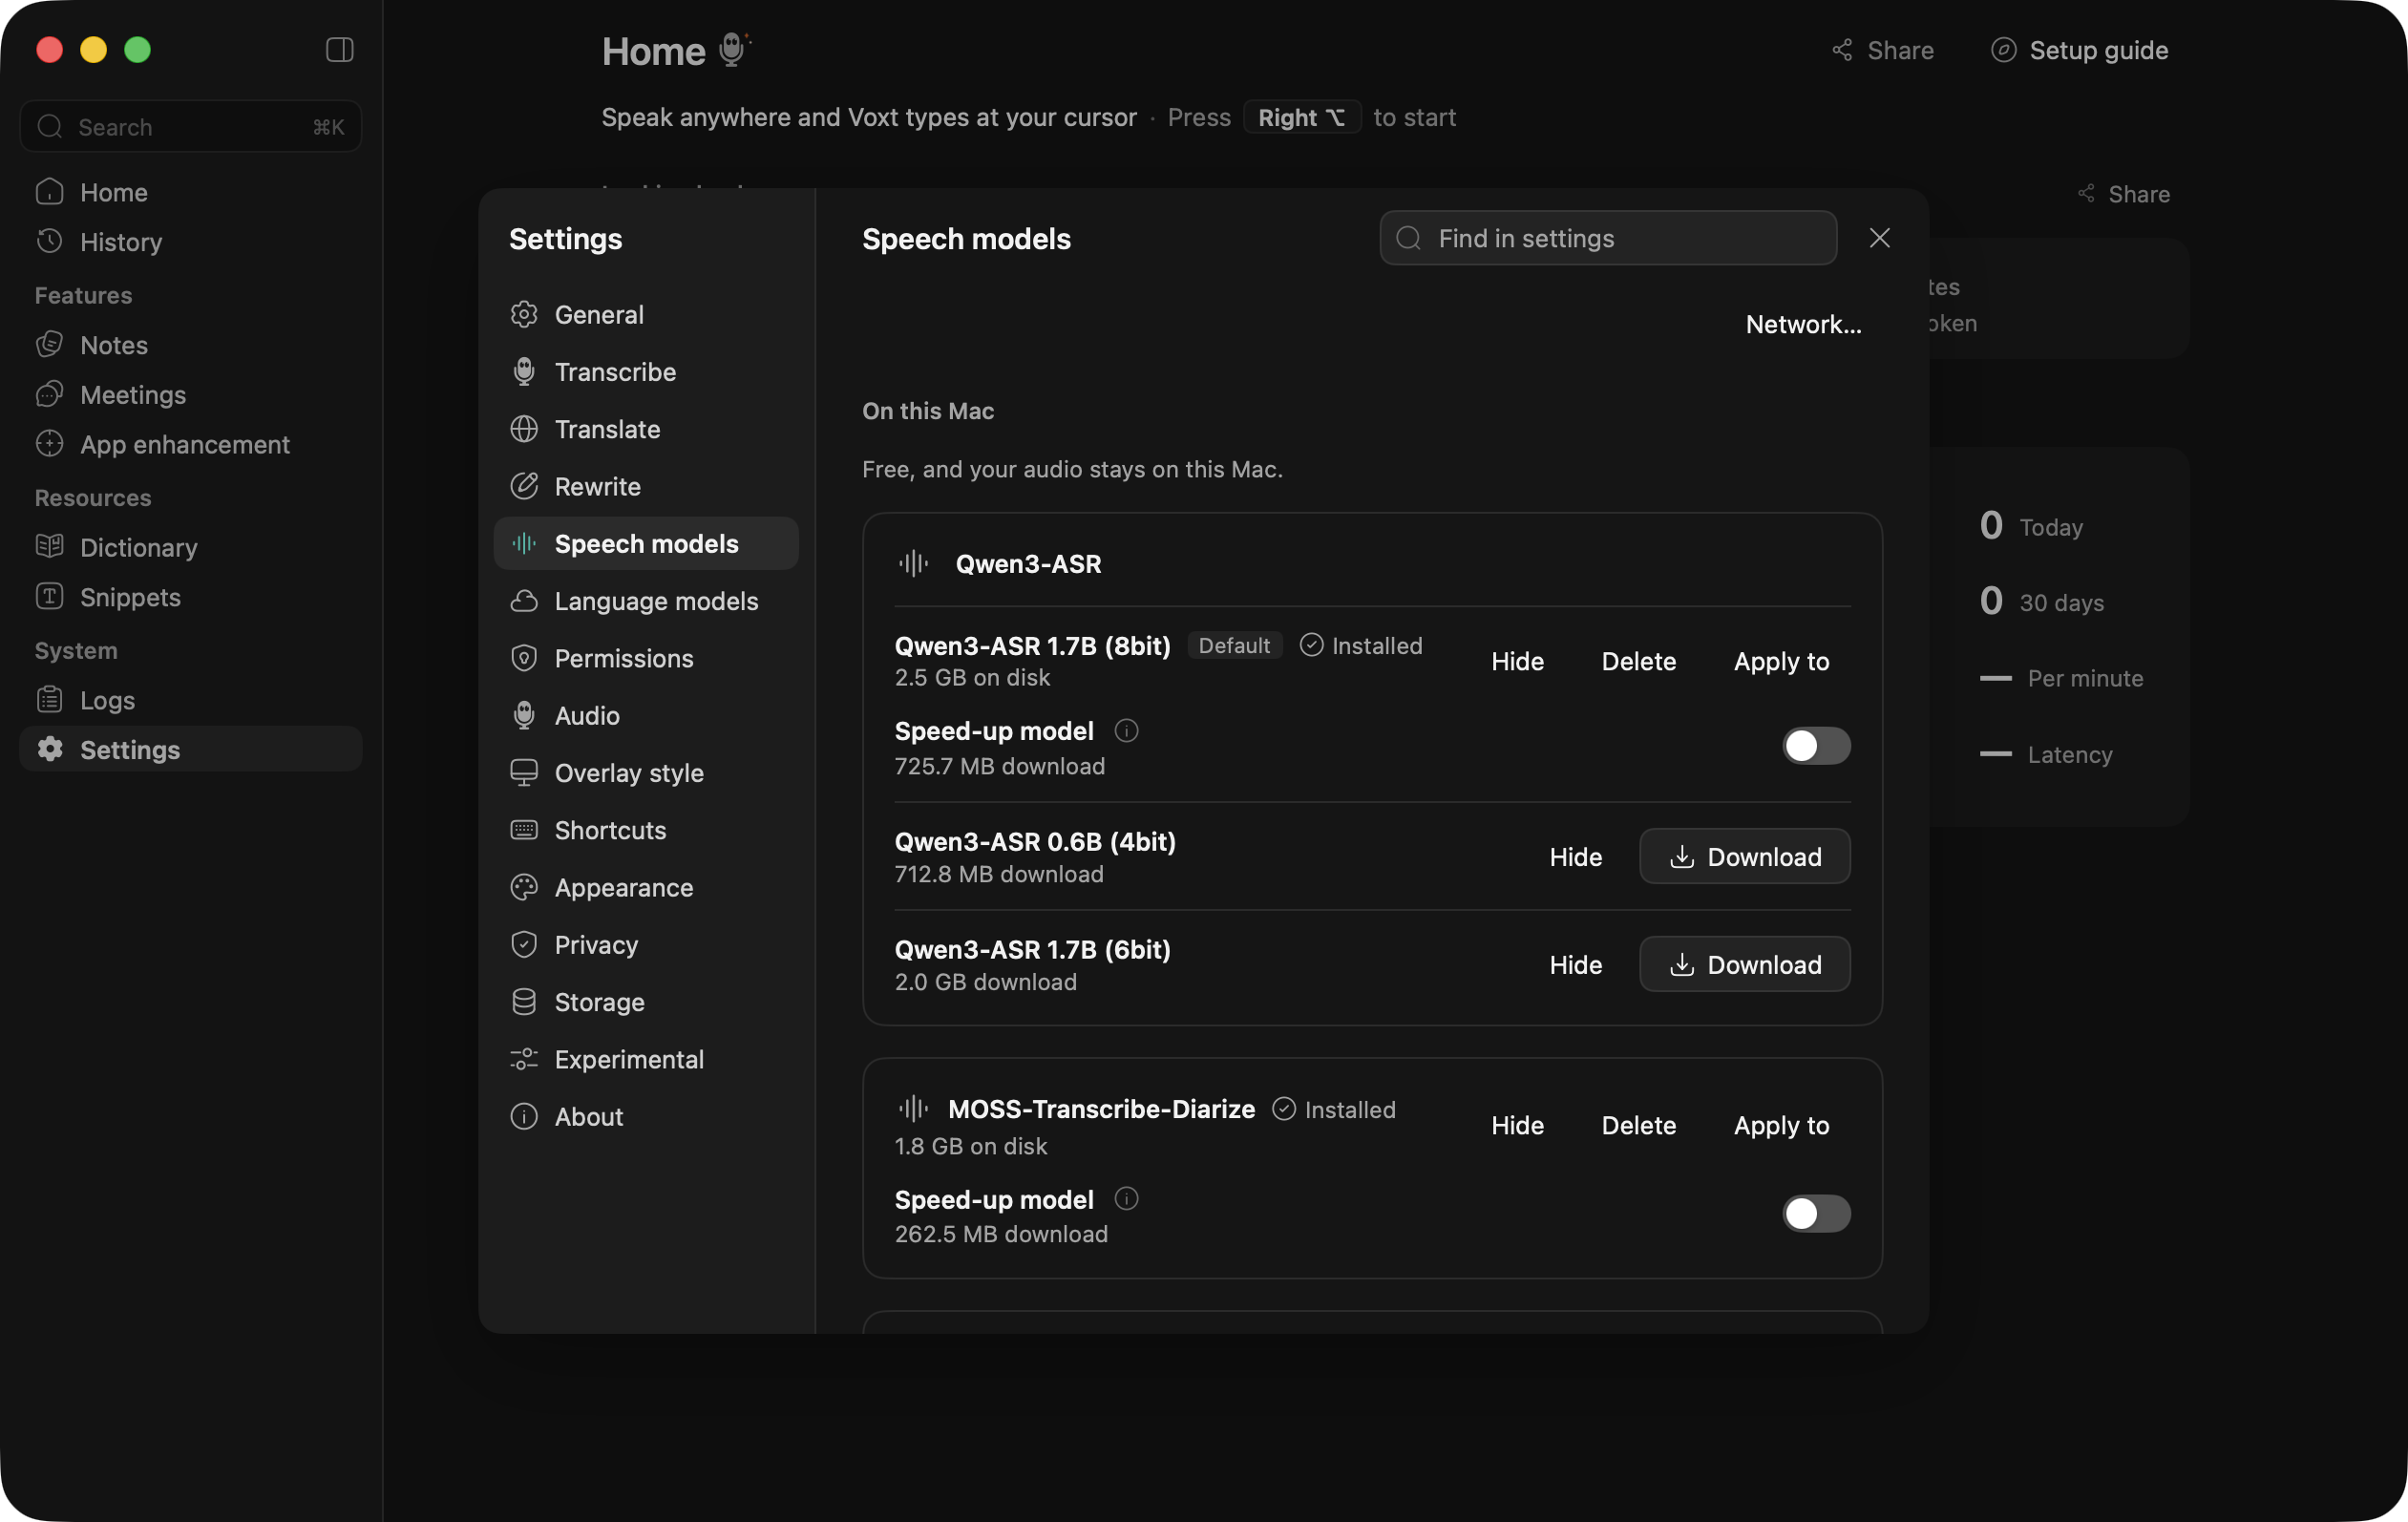 Search ⌘K
Home
History
Features
Notes
Meetings
App enhancement
Resources
Dictionary
Snippets
System
Logs
Settings
Home
Share
Setup guide
Speak anywhere and Voxt types at your cursor · Press Right ⌥ to start
Share
Settings
General
Transcribe
Translate
Rewrite
Speech models
Language models
Permissions
Audio
Overlay style
Shortcuts
Appearance
Privacy
Storage
Experimental
About
Speech models
Find in settings
Network...
On this Mac
Free, and your audio stays on this Mac.
Qwen3-ASR
Qwen3-ASR 1.7B (8bit) Default Installed
2.5 GB on disk
Hide Delete Apply to
Speed-up model
725.7 MB download
Qwen3-ASR 0.6B (4bit)
712.8 MB download
Hide Download
Qwen3-ASR 1.7B (6bit)
2.0 GB download
Hide Download
MOSS-Transcribe-Diarize Installed
1.8 GB on disk
Hide Delete Apply to
Speed-up model
262.5 MB download
0 Today
0 30 days
— Per minute
— Latency